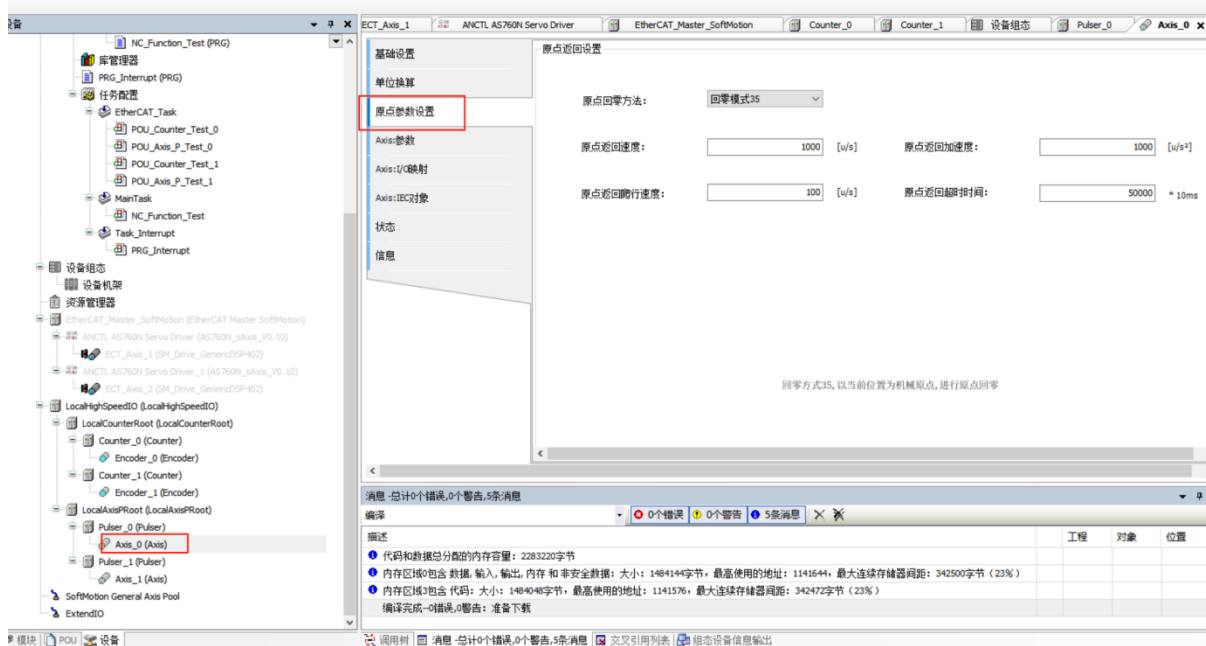 设备
NC_Function_Test (PRG)
库管理器
PRG_Interrupt (PRG)
任务配置
EtherCAT_Task
POU_Counter_Test_0
POU_Axis_P_Test_0
POU_Counter_Test_1
POU_Axis_P_Test_1
MainTask
NC_Function_Test
Task_Interrupt
PRG_Interrupt
设备组态
设备机架
资源管理器
EtherCAT_Master_SoftMotion (EtherCAT Master SoftMotion)
ANCTL AS760N Servo Driver (AS760N_sAxis_V0.10)
ECT_Axis_1 (SM_Drive_GenericDSP402)
ANCTL AS760N Servo Driver_1 (AS760N_sAxis_V0.10)
ECT_Axis_2 (SM_Drive_GenericDSP402)
LocalHighSpeedIO (LocalHighSpeedIO)
LocalCounterRoot (LocalCounterRoot)
Counter_0 (Counter)
Encoder_0 (Encoder)
Counter_1 (Counter)
Encoder_1 (Encoder)
LocalAxisPRoot (LocalAxisPRoot)
Pulser_0 (Pulser)
Axis_0 (Axis)
Pulser_1 (Pulser)
Axis_1 (Axis)
SoftMotion General Axis Pool
ExtendIO
模块 POU 设备
ECT_Axis_1 ANCTL AS760N Servo Driver EtherCAT_Master_SoftMotion Counter_0 Counter_1 设备组态 Pulser_0 Axis_0
基础设置
单位换算
原点参数设置
Axis:参数
Axis:I/O映射
Axis:IEC对象
状态
信息
原点返回设置
原点回零方法: 回零模式35
原点返回速度: 1000 [u/s] 原点返回加速度: 1000 [u/s²]
原点返回爬行速度: 100 [u/s] 原点返回超时时间: 50000 * 10ms
回零方式35, 以当前位置为机械原点, 进行原点回零
消息 -总计0个错误,0个警告,5条消息
编译 0个错误 0个警告 5条消息
描述 工程 对象 位置
代码和数据总分配的内存容量: 2283220字节
内存区域0包含 数据, 输入, 输出, 内存 和 非安全数据: 大小: 1484144字节, 最高使用的地址: 1141644, 最大连续存储器间距: 342500字节 (23%)
内存区域3包含 代码: 大小: 1484048字节, 最高使用的地址: 1141576, 最大连续存储器间距: 342472字节 (23%)
编译完成--0错误,0警告: 准备下载
调用树 消息 -总计0个错误,0个警告,5条消息 交叉引用列表 组态设备信息输出